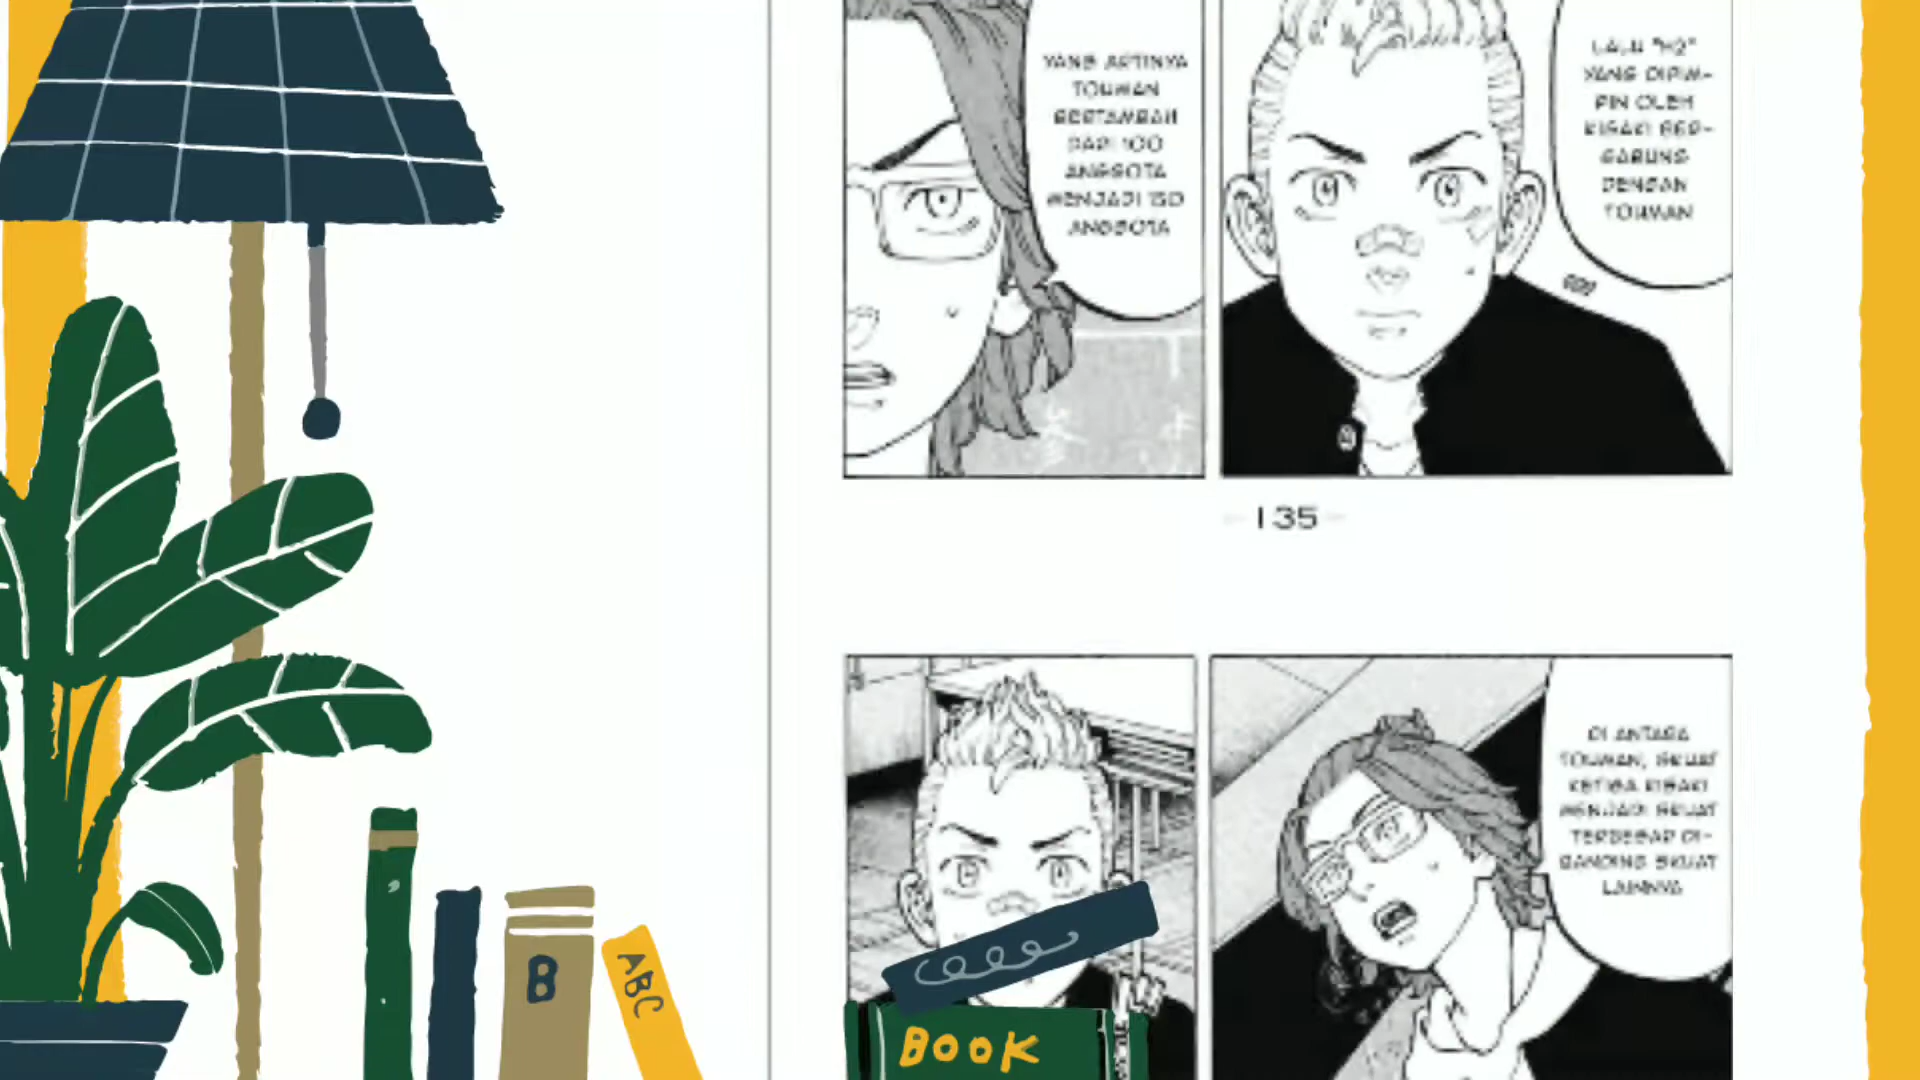 YANG ARTINYA
TOUMAN
BERTAMBAH
DARI 100
ANGGOTA
MENJADI 150
ANGGOTA
LALU "H2"
YANG DIPIM-
PIN OLEH
KISAKI BER-
GABUNG
DENGAN
TOUMAN
135
DI ANTARA
TOUMAN, SKUAT
KETIGA KISAKI
MENJADI SKUAT
TERBESAR DI-
BANDING SKUAT
LAINNYA
B
ABC
BOOK